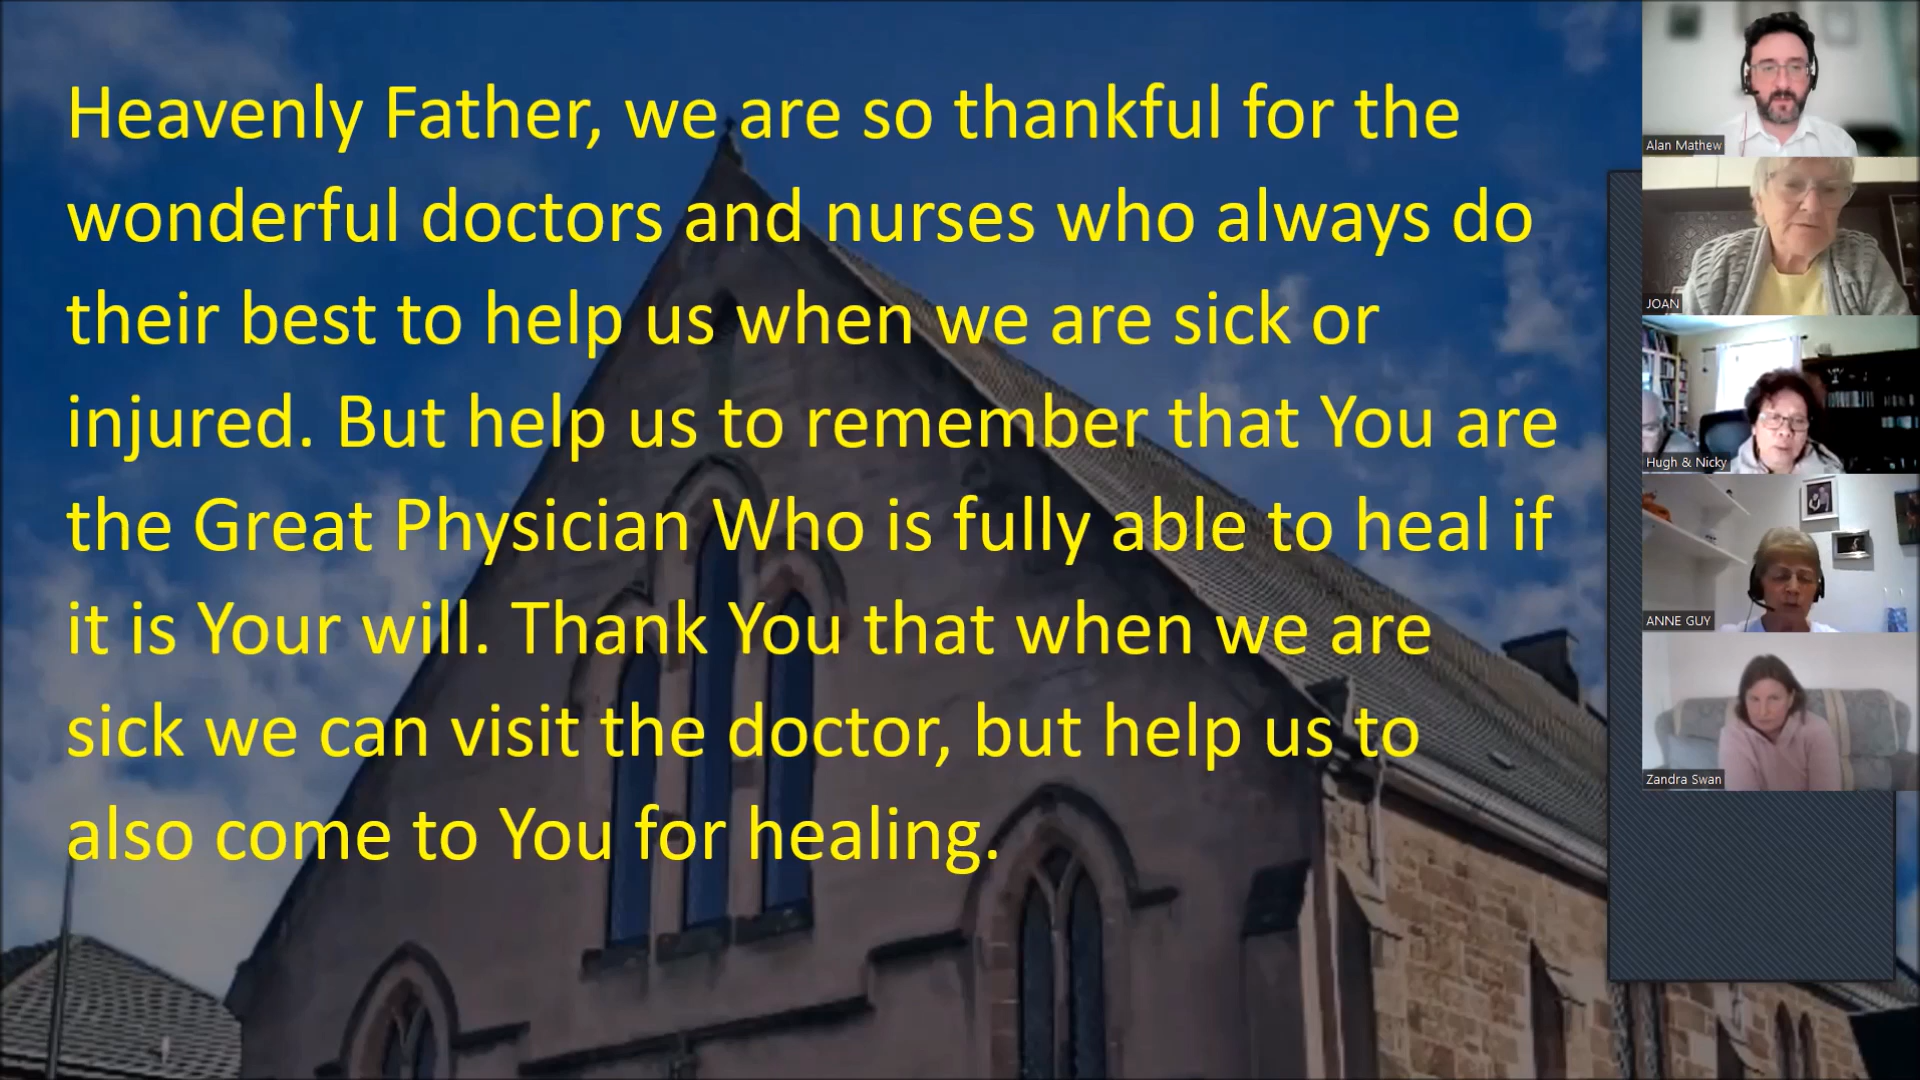 Heavenly Father, we are so thankful for the
wonderful doctors and nurses who always do
their best to help us when we are sick or
injured. But help us to remember that You are
the Great Physician Who is fully able to heal if
it is Your will. Thank You that when we are
sick we can visit the doctor, but help us to
also come to You for healing.
Alan Mathew
JOAN
Hugh & Nicky
ANNE GUY
Zandra Swan